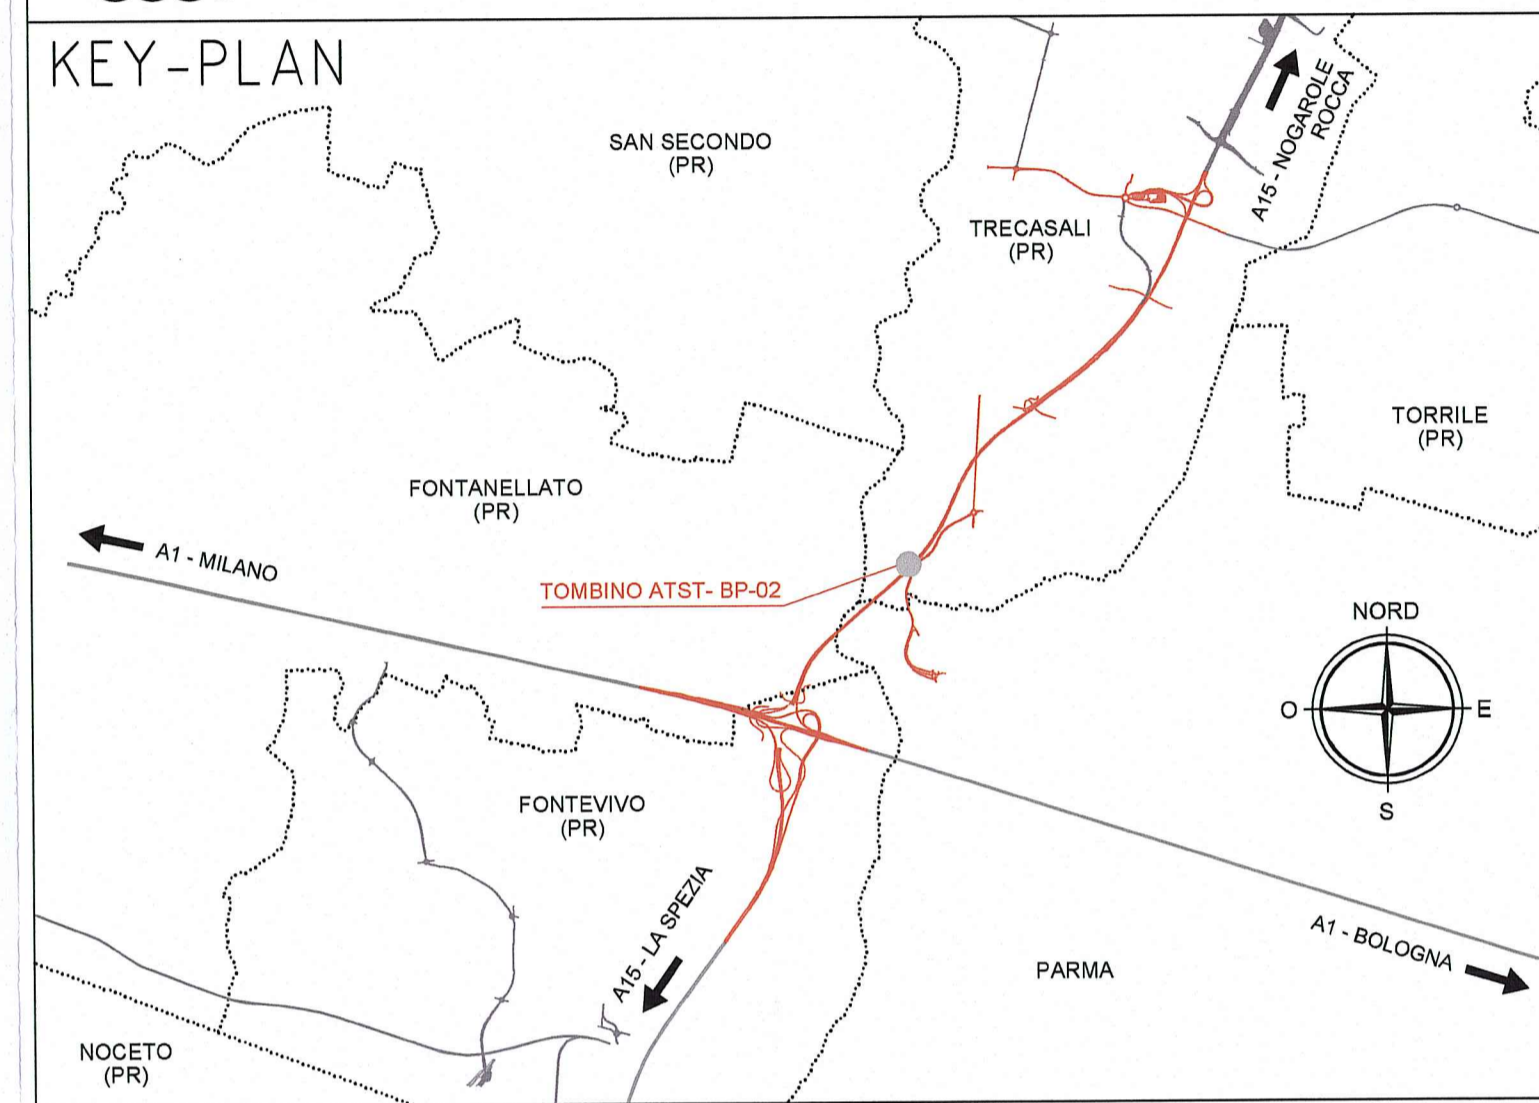 KEY-PLAN
SAN SECONDO
(PR)
A15 - NOGAROLE
ROCCA
TRECASALI
(PR)
TORRILE
(PR)
FONTANELLATO
(PR)
A1 - MILANO
TOMBINO ATST- BP-02
NORD
O
E
S
FONTEVIVO
(PR)
A15 - LA SPEZIA
A1 - BOLOGNA
PARMA
NOCETO
(PR)